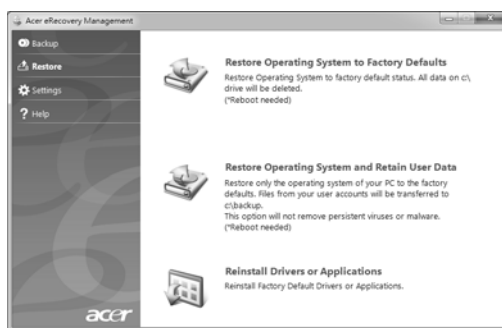 Acer eRecovery Management
Backup
Restore
Settings
? Help
Restore Operating System to Factory Defaults
Restore Operating System to factory default status. All data on c:\
drive will be deleted.
(*Reboot needed)
Restore Operating System and Retain User Data
Restore only the operating system of your PC to the factory
defaults. Files from your user accounts will be transferred to
c:\backup.
This option will not remove persistent viruses or malware.
(*Reboot needed)
Reinstall Drivers or Applications
Reinstall Factory Default Drivers or Applications.
acer